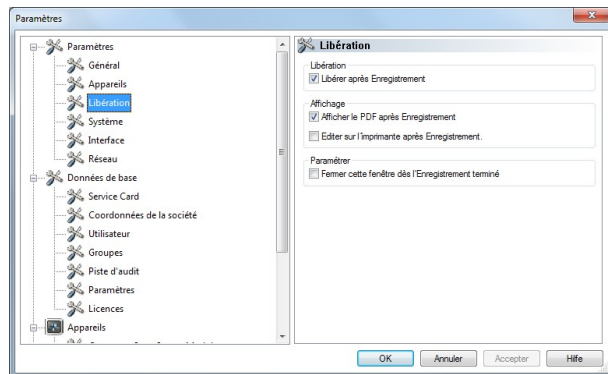 Paramètres
Paramètres
Général
Appareils
Libération
Système
Interface
Réseau
Données de base
Service Card
Coordonnées de la société
Utilisateur
Groupes
Piste d'audit
Paramètres
Licences
Appareils
Libération
Libération
Libérer après Enregistrement
Affichage
Afficher le PDF après Enregistrement
Editer sur l'imprimante après Enregistrement.
Paramétrer
Fermer cette fenêtre dès l'Enregistrement terminé
OK
Annuler
Accepter
Hilfe